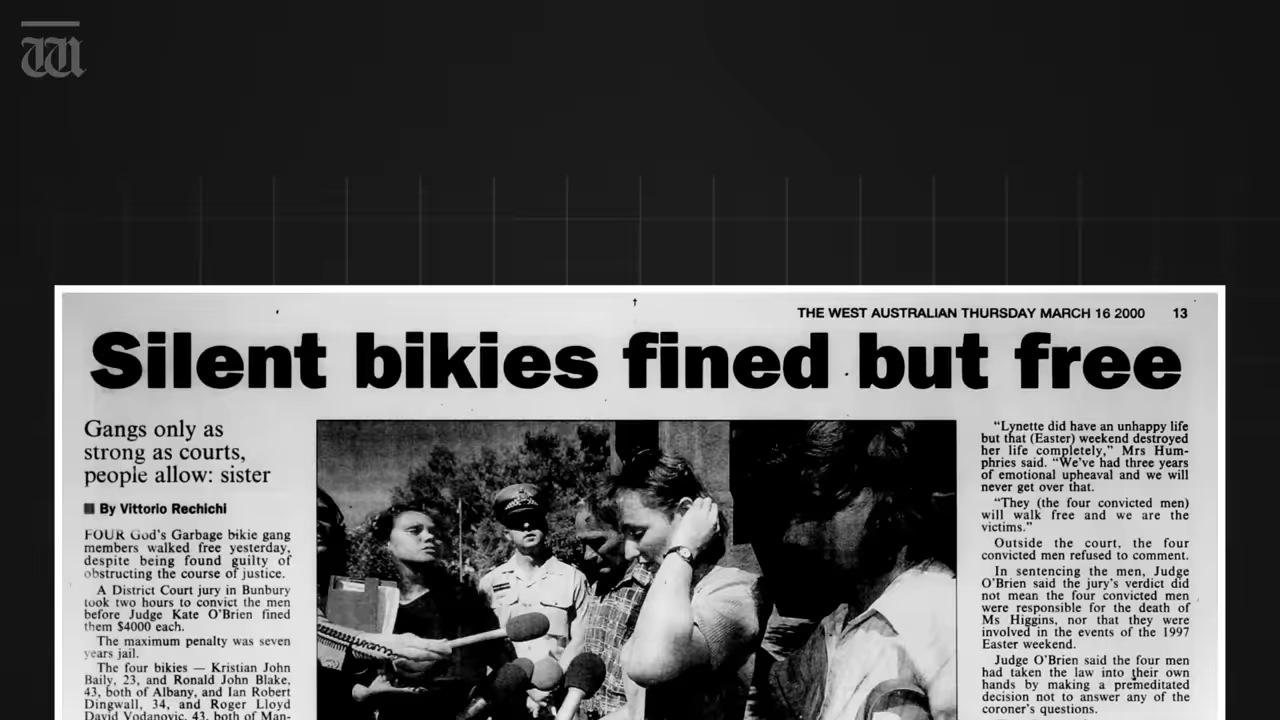 W
THE WEST AUSTRALIAN THURSDAY MARCH 16 2000 13
Silent bikies fined but free
Gangs only as
strong as courts,
people allow: sister
By Vittorio Rechichi
FOUR God's Garbage bikie gang
members walked free yesterday,
despite being found guilty of
obstructing the course of justice.
A District Court jury in Bunbury
took two hours to convict the men
before Judge Kate O'Brien fined
them $4000 each.
The maximum penalty was seven
years jail.
The four bikies — Kristian John
Baily, 23, and Ronald John Blake,
43, both of Albany, and Ian Robert
Dingwall, 34, and Roger Lloyd
David Vodanovic, 43, both of Man-
"Lynette did have an unhappy life
but that (Easter) weekend destroyed
her life completely," Mrs Hum-
phries said. "We've had three years
of emotional upheaval and we will
never get over that.
"They (the four convicted men)
will walk free and we are the
victims."
Outside the court, the four
convicted men refused to comment.
In sentencing the men, Judge
O'Brien said the jury's verdict did
not mean the four convicted men
were responsible for the death of
Ms Higgins, nor that they were
involved in the events of the 1997
Easter weekend.
Judge O'Brien said the four men
had taken the law into their own
hands by making a premeditated
decision not to answer any of the
coroner's questions.